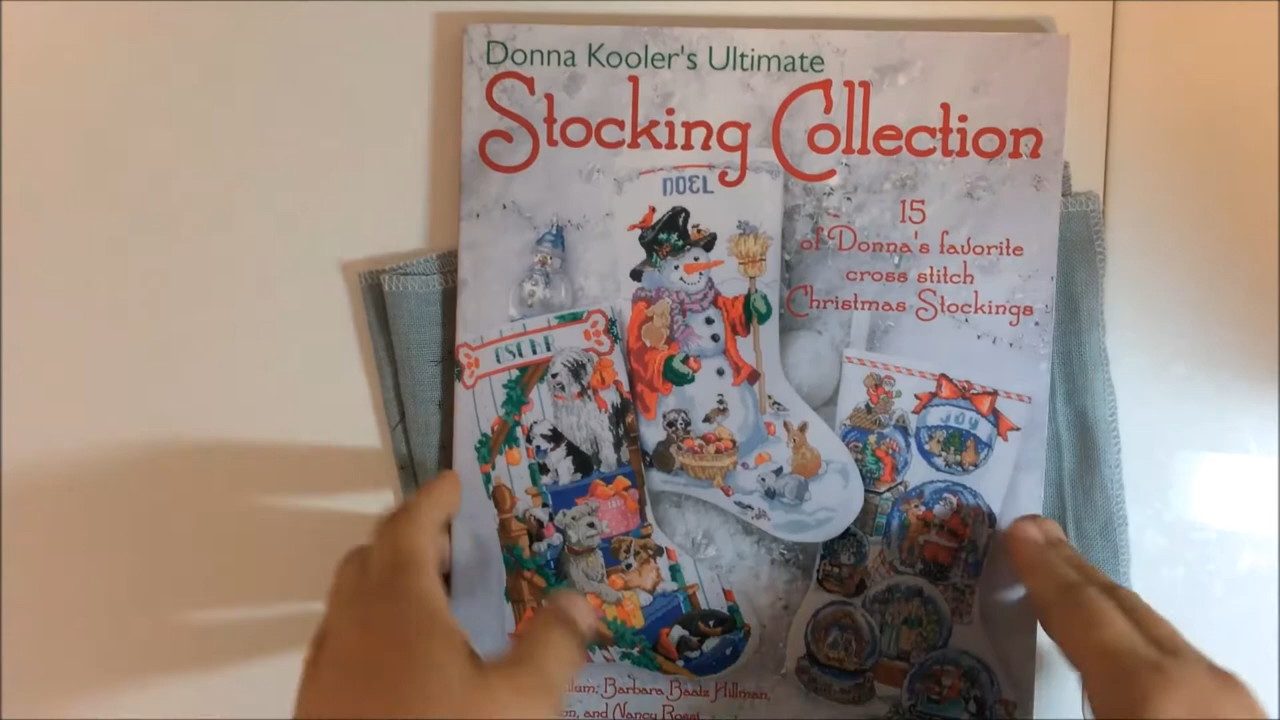 Donna Kooler's Ultimate
Stocking Collection
NOEL
15
of Donna's favorite
cross stitch
Christmas Stockings
JOY
Barbara Baatz Hillman,
and Nancy Rossi